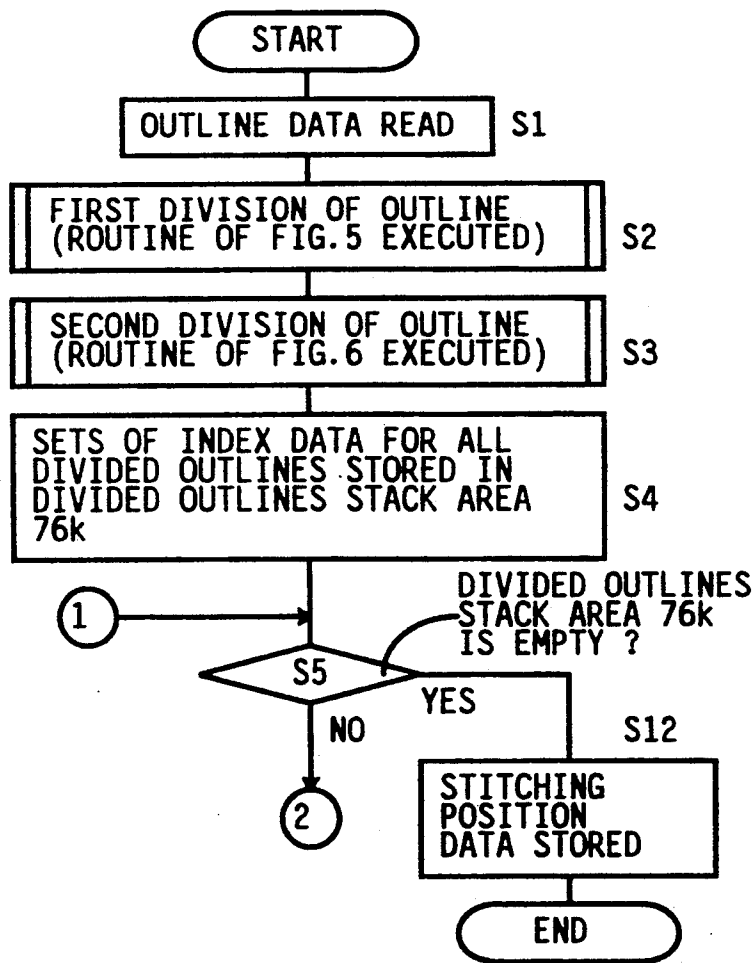 START
OUTLINE DATA READ
S1
FIRST DIVISION OF OUTLINE
(ROUTINE OF FIG.5 EXECUTED)
S2
SECOND DIVISION OF OUTLINE
(ROUTINE OF FIG.6 EXECUTED)
S3
SETS OF INDEX DATA FOR ALL
DIVIDED OUTLINES STORED IN
DIVIDED OUTLINES STACK AREA
76k
S4
1
DIVIDED OUTLINES
STACK AREA 76k
IS EMPTY ?
S5
YES
NO
S12
2
STITCHING
POSITION
DATA STORED
END